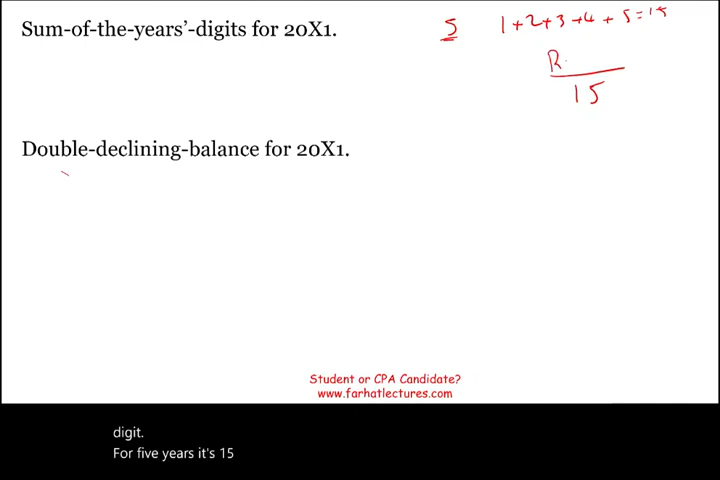 Sum-of-the-years'-digits for 20X1.
5 1+2+3+4+5=15
R.
15
Double-declining-balance for 20X1.
Student or CPA Candidate?
www.farhatlectures.com
digit.
For five years it's 15